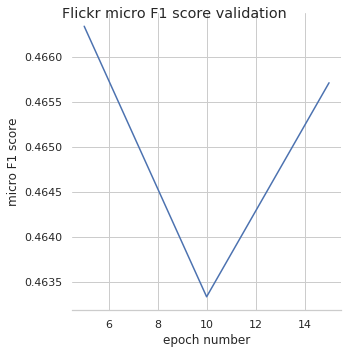 Flickr micro F1 score validation
0.4660
0.4655
0.4650
0.4645
0.4640
0.4635
micro F1 score
6 8 10 12 14
epoch number